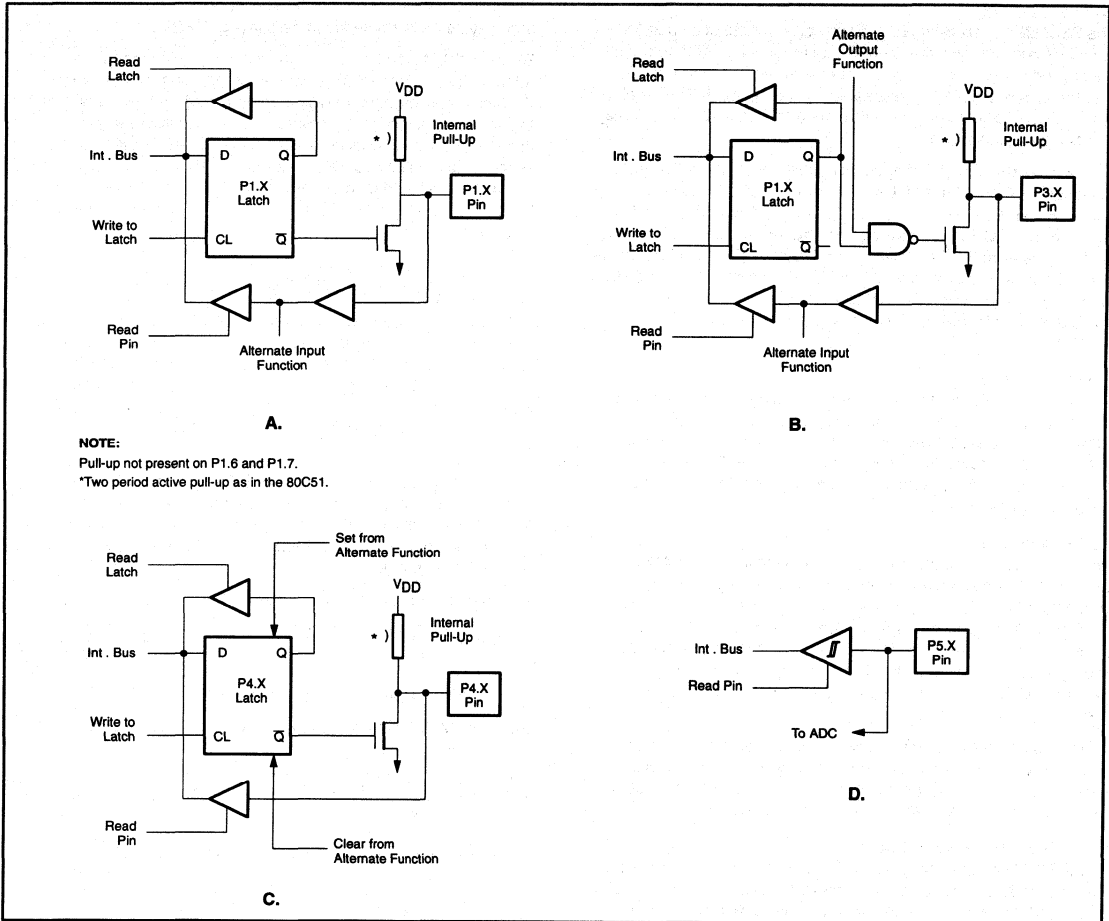 Read
Latch
VDD
Internal
Pull-Up
* )
Int . Bus
D
Q
P1.X
Latch
P1.X
Pin
Write to
Latch
CL
Q
Read
Pin
Alternate Input
Function
A.
Alternate
Output
Function
Read
Latch
VDD
Internal
Pull-Up
* )
Int . Bus
D
Q
P1.X
Latch
P3.X
Pin
Write to
Latch
CL
Q
Read
Pin
Alternate Input
Function
B.
NOTE:
Pull-up not present on P1.6 and P1.7.
*Two period active pull-up as in the 80C51.
Set from
Alternate Function
Read
Latch
VDD
Internal
Pull-Up
* )
Int . Bus
D
Q
P4.X
Latch
P4.X
Pin
Write to
Latch
CL
Q
Read
Pin
Clear from
Alternate Function
C.
Int . Bus
P5.X
Pin
Read Pin
To ADC
D.